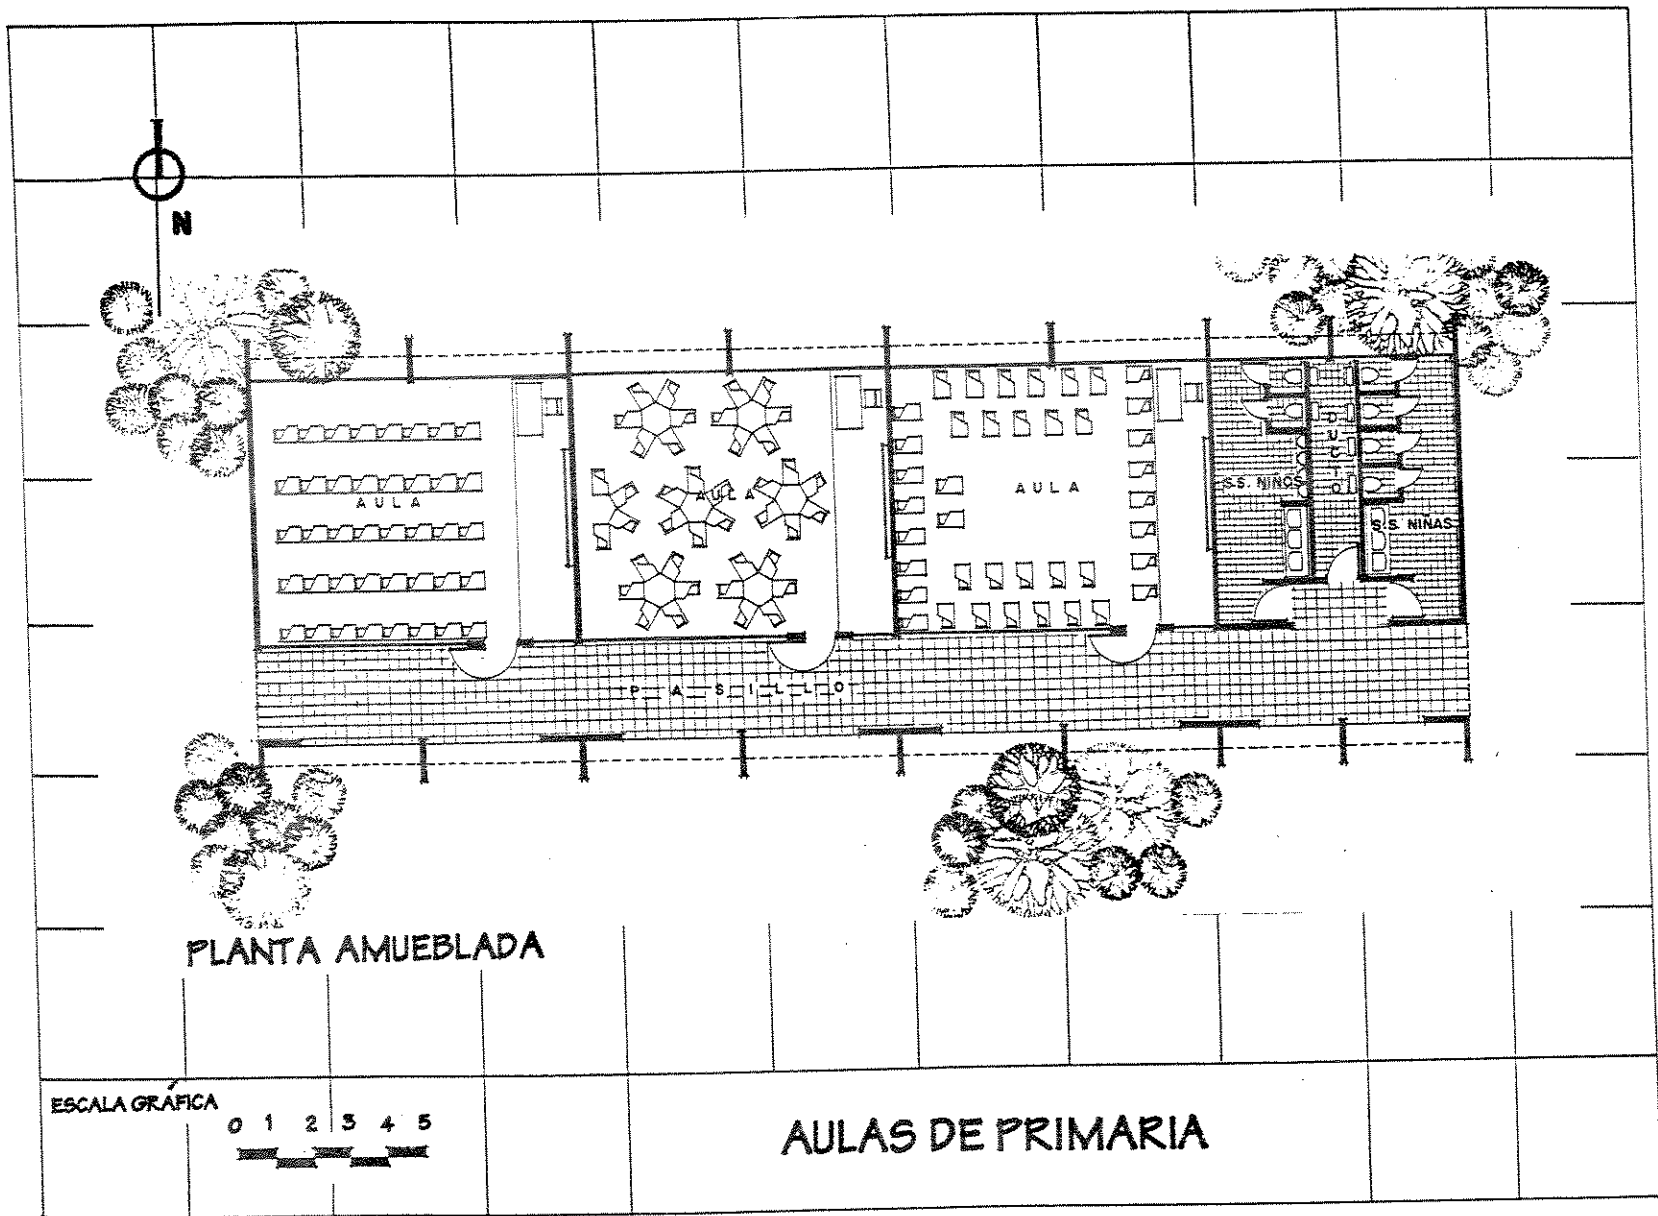 N
AULA
AULA
AULA
DUCTO
S.S. NIÑOS
S.S. NIÑAS
PASILLO
PLANTA AMUEBLADA
ESCALA GRÁFICA
0 1 2 3 4 5
AULAS DE PRIMARIA